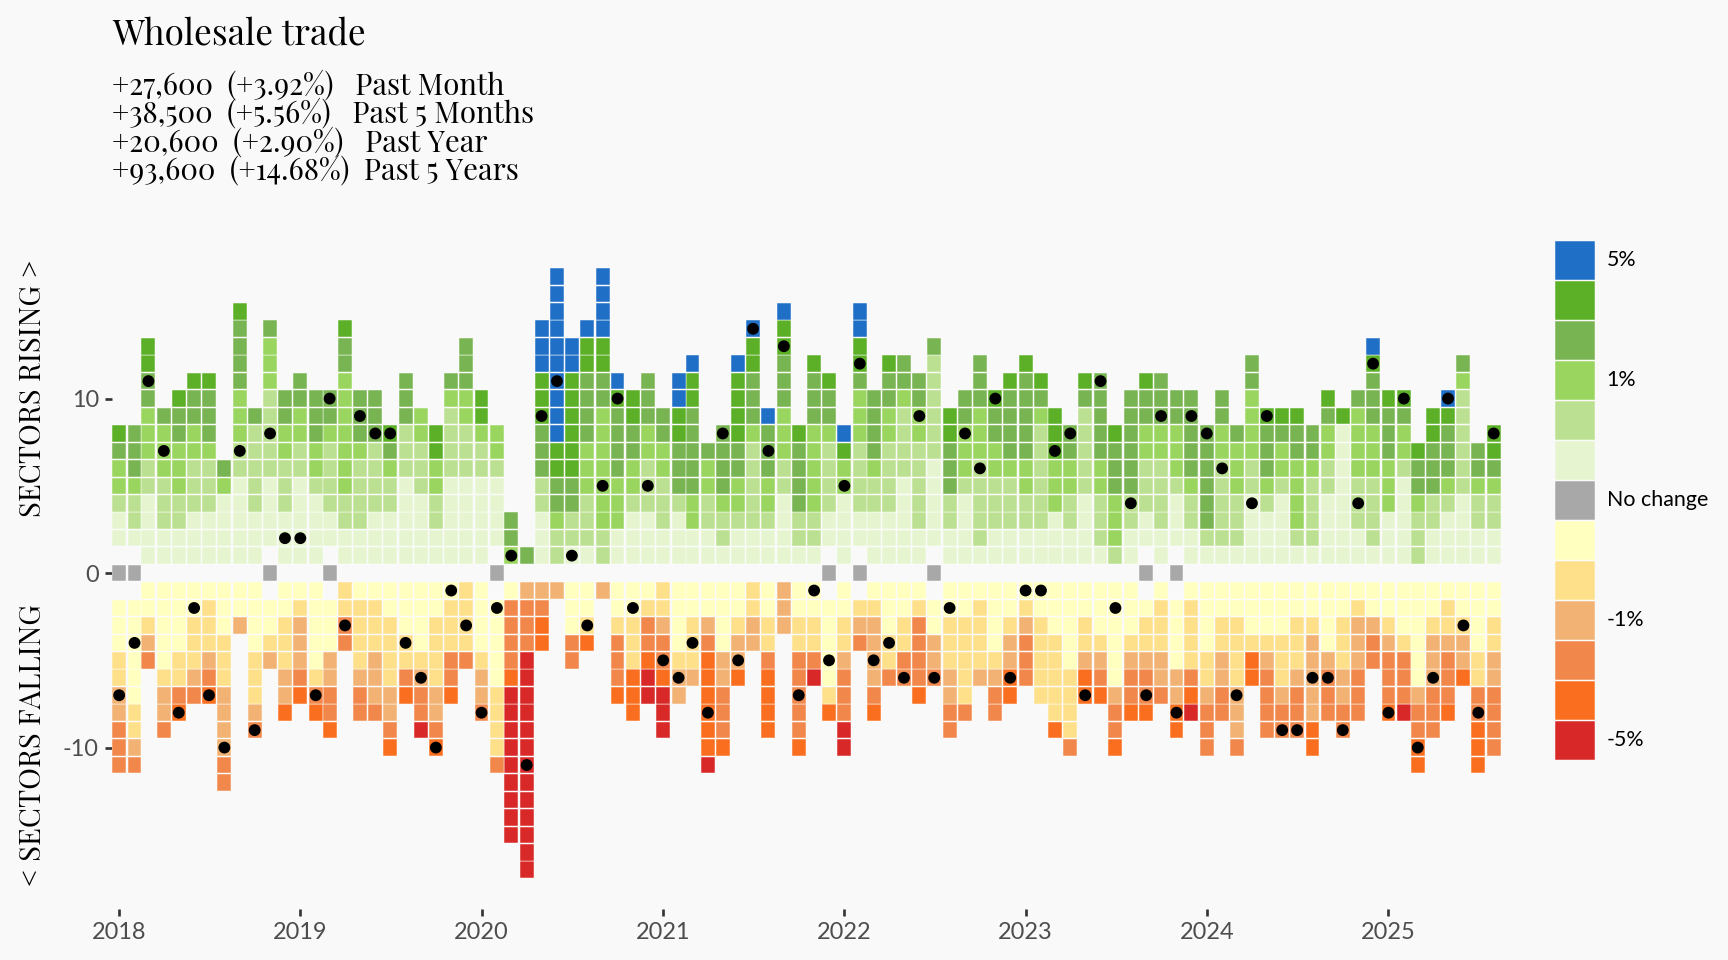 Wholesale trade
+27,600 (+3.92%) Past Month
+38,500 (+5.56%) Past 5 Months
+20,600 (+2.90%) Past Year
+93,600 (+14.68%) Past 5 Years
< SECTORS FALLING
SECTORS RISING >
10
0
-10
2018
2019
2020
2021
2022
2023
2024
2025
5%
1%
No change
-1%
-5%